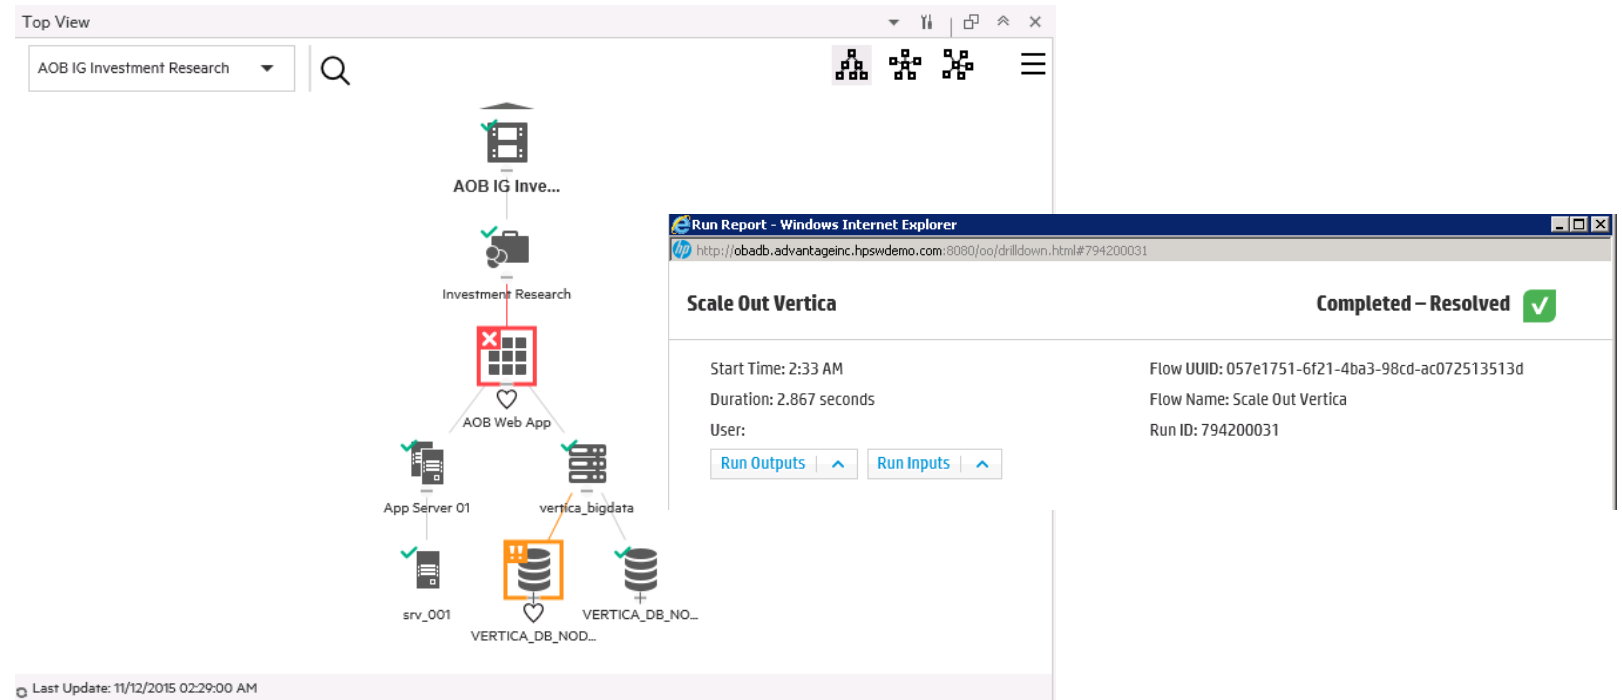 Top View
AOB IG Investment Research
AOB IG Inve...
Investment Research
AOB Web App
App Server 01
vertica_bigdata
srv_001
VERTICA_DB_NO...
VERTICA_DB_NOD...
Last Update: 11/12/2015 02:29:00 AM
Run Report - Windows Internet Explorer
http://obadb.advantageinc.hpswdemo.com:8080/oo/drilldown.html#794200031
Scale Out Vertica
Completed – Resolved
Start Time: 2:33 AM
Flow UUID: 057e1751-6f21-4ba3-98cd-ac072513513d
Duration: 2.867 seconds
Flow Name: Scale Out Vertica
User:
Run ID: 794200031
Run Outputs
Run Inputs